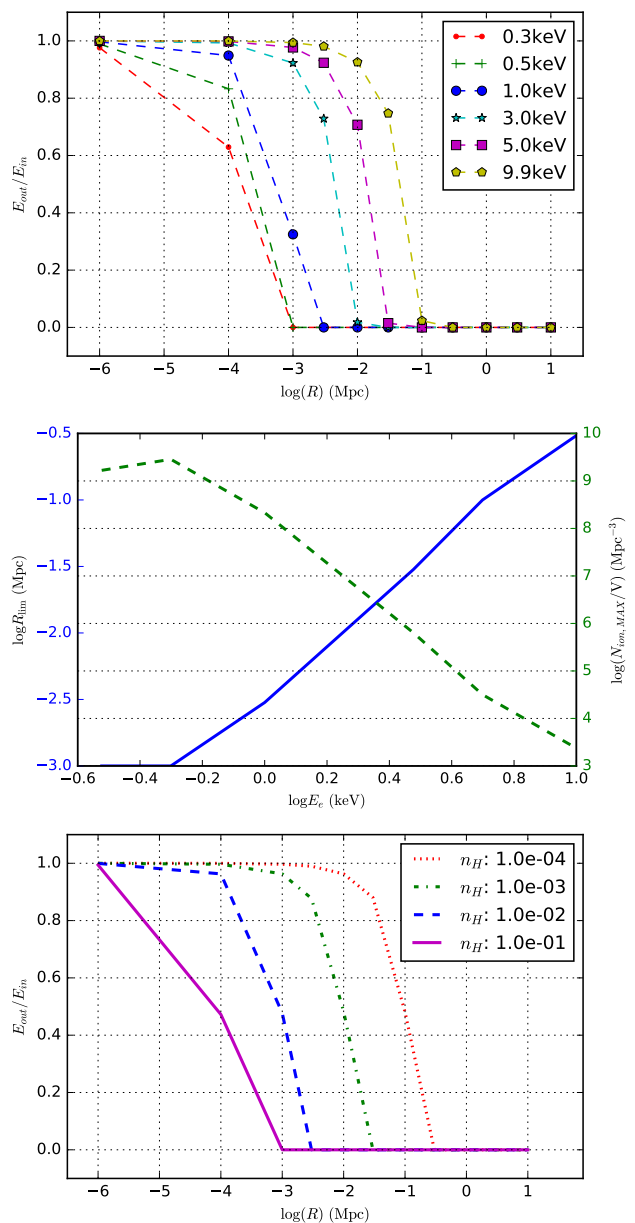 1.0
0.8
0.6
0.4
0.2
0.0
E_out/E_in
0.3keV
0.5keV
1.0keV
3.0keV
5.0keV
9.9keV
−6 −5 −4 −3 −2 −1 0 1
log(R) (Mpc)
−0.5
−1.0
−1.5
−2.0
−2.5
−3.0
logR_lim (Mpc)
10
9
8
7
6
5
4
3
log(N_ion,MAX/V) (Mpc^−3)
−0.6 −0.4 −0.2 0.0 0.2 0.4 0.6 0.8 1.0
logE_e (keV)
1.0
0.8
0.6
0.4
0.2
0.0
E_out/E_in
n_H: 1.0e-04
n_H: 1.0e-03
n_H: 1.0e-02
n_H: 1.0e-01
−6 −5 −4 −3 −2 −1 0 1
log(R) (Mpc)